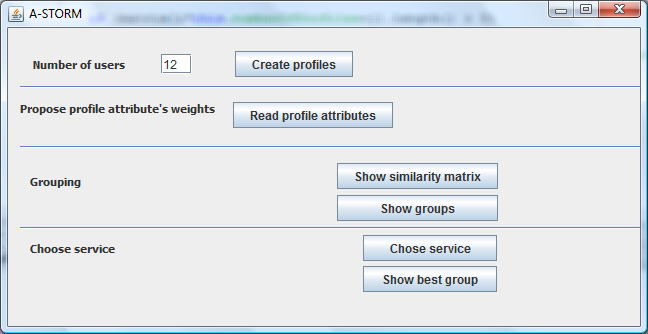 A-STORM
Number of users 12 Create profiles
Propose profile attribute's weights Read profile attributes
Grouping Show similarity matrix
Show groups
Choose service Chose service
Show best group